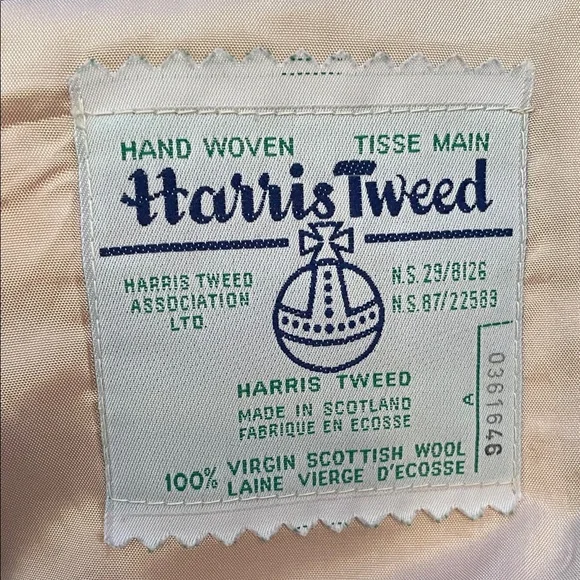 HAND WOVEN TISSE MAIN
Harris Tweed
HARRIS TWEED
ASSOCIATION
LTD.
N.S. 29/8126
N.S. 87/22589
HARRIS TWEED
MADE IN SCOTLAND
FABRIQUE EN ECOSSE
100% VIRGIN SCOTTISH WOOL
LAINE VIERGE D'ECOSSE
A
0361646